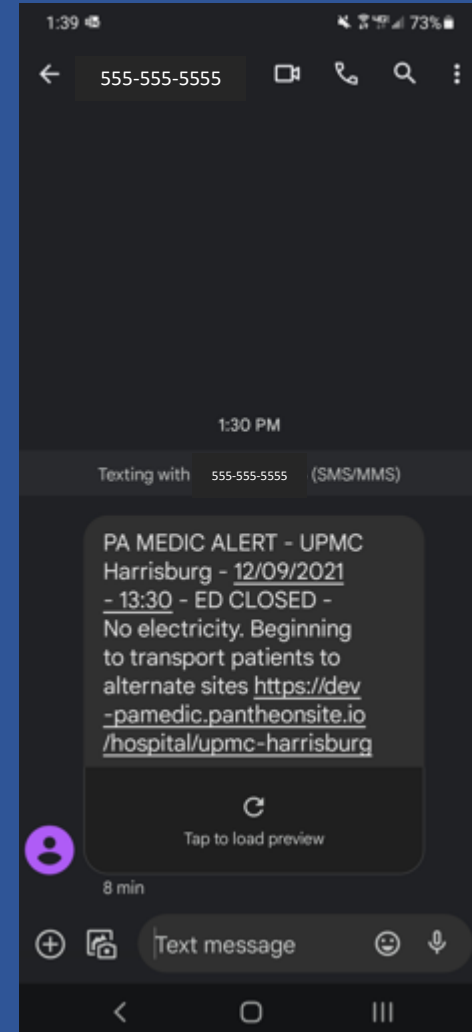 1:39 73%
555-555-5555
1:30 PM
Texting with 555-555-5555 (SMS/MMS)
PA MEDIC ALERT - UPMC
Harrisburg - 12/09/2021
- 13:30 - ED CLOSED -
No electricity. Beginning
to transport patients to
alternate sites https://dev
-pamedic.pantheonsite.io
/hospital/upmc-harrisburg
Tap to load preview
8 min
Text message